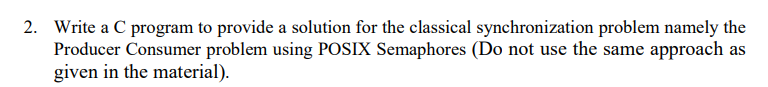 2. Write a C program to provide a solution for the classical synchronization problem namely the
Producer Consumer problem using POSIX Semaphores (Do not use the same approach as
given in the material).